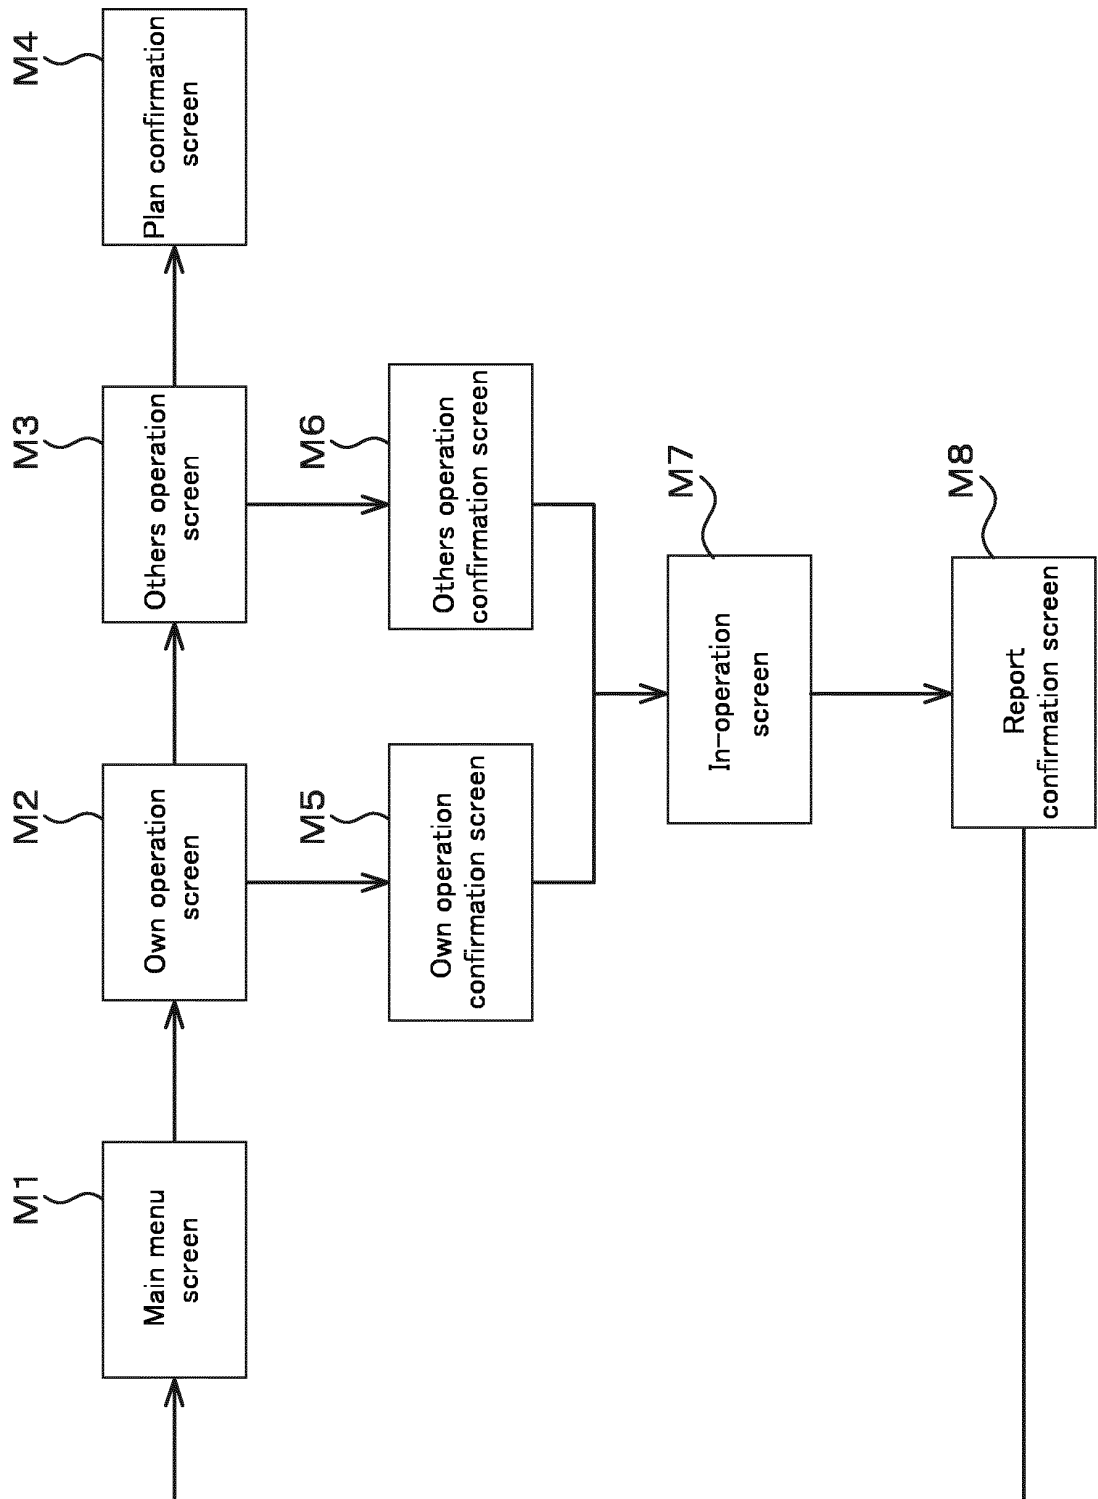 M1
Main menu
screen
M2
Own operation
screen
M3
Others operation
screen
M4
Plan confirmation
screen
M5
Own operation
confirmation screen
M6
Others operation
confirmation screen
M7
In-operation
screen
M8
Report
confirmation screen